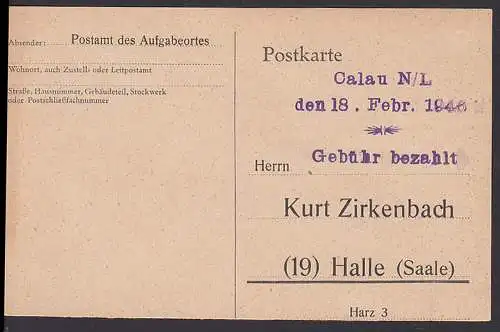 Absender: Postamt des Aufgabeortes
Wohnort, auch Zustell- oder Leitpostamt
Straße, Hausnummer, Gebäudeteil, Stockwerk
oder Postschließfachnummer
Postkarte
Calau N/L
den 18. Febr. 1946
Gebühr bezahlt
Herrn
Kurt Zirkenbach
(19) Halle (Saale)
Harz 3